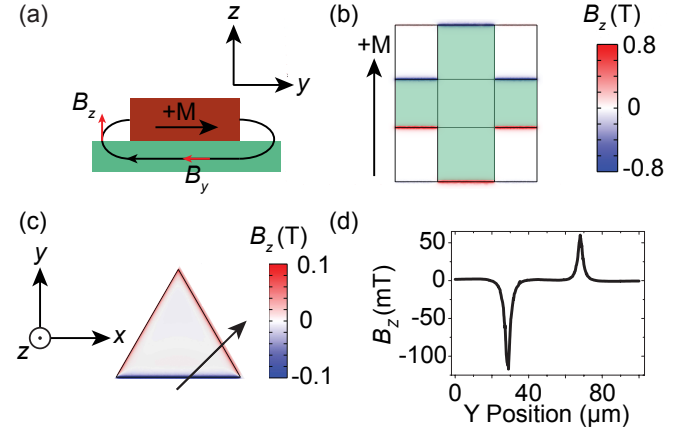 (a)
z
y
+M
B_z
B_y
(b)
B_z (T)
+M
0.8
0
-0.8
(c)
B_z (T)
y
x
z
0.1
0
-0.1
(d)
50
0
-50
-100
B_z (mT)
0 40 80
Y Position (µm)